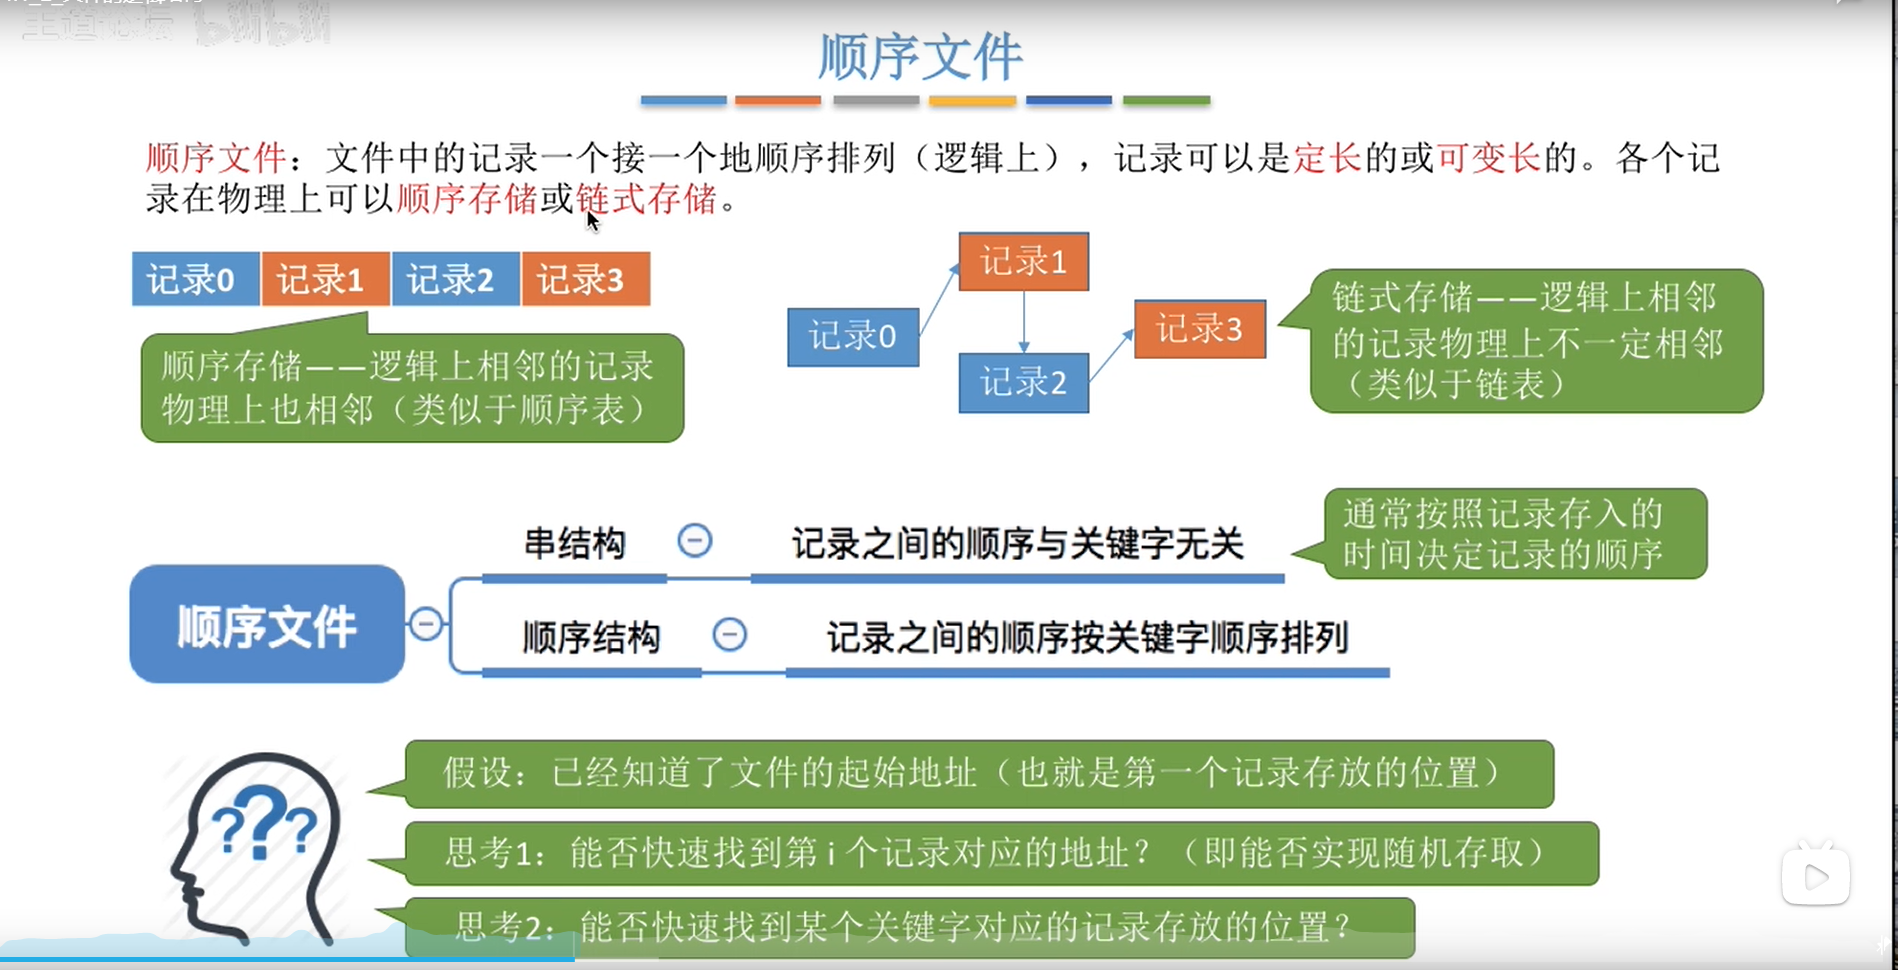 王道论坛 bilibili
顺序文件
顺序文件：文件中的记录一个接一个地顺序排列（逻辑上），记录可以是定长的或可变长的。各个记
录在物理上可以顺序存储或链式存储。
记录0 记录1 记录2 记录3
顺序存储——逻辑上相邻的记录
物理上也相邻（类似于顺序表）
记录0
记录1
记录2
记录3
链式存储——逻辑上相邻
的记录物理上不一定相邻
（类似于链表）
顺序文件
串结构
记录之间的顺序与关键字无关
通常按照记录存入的
时间决定记录的顺序
顺序结构
记录之间的顺序按关键字顺序排列
???
假设：已经知道了文件的起始地址（也就是第一个记录存放的位置）
思考1：能否快速找到第 i 个记录对应的地址？（即能否实现随机存取）
思考2：能否快速找到某个关键字对应的记录存放的位置？